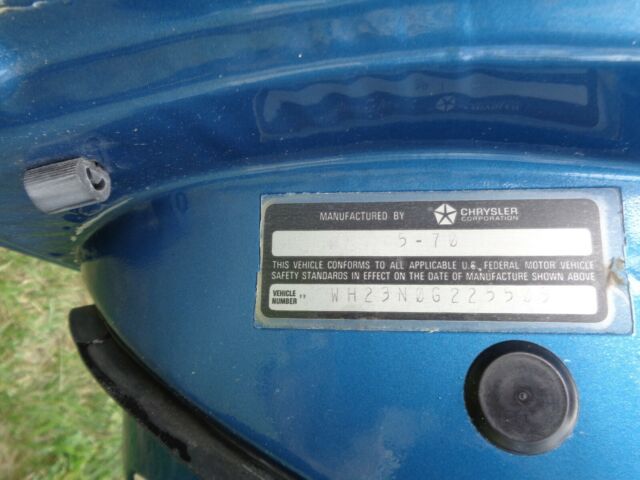 MANUFACTURED BY CHRYSLER CORPORATION
5-70
THIS VEHICLE CONFORMS TO ALL APPLICABLE U.S. FEDERAL MOTOR VEHICLE
SAFETY STANDARDS IN EFFECT ON THE DATE OF MANUFACTURE SHOWN ABOVE
VEHICLE NUMBER WH23N0G225